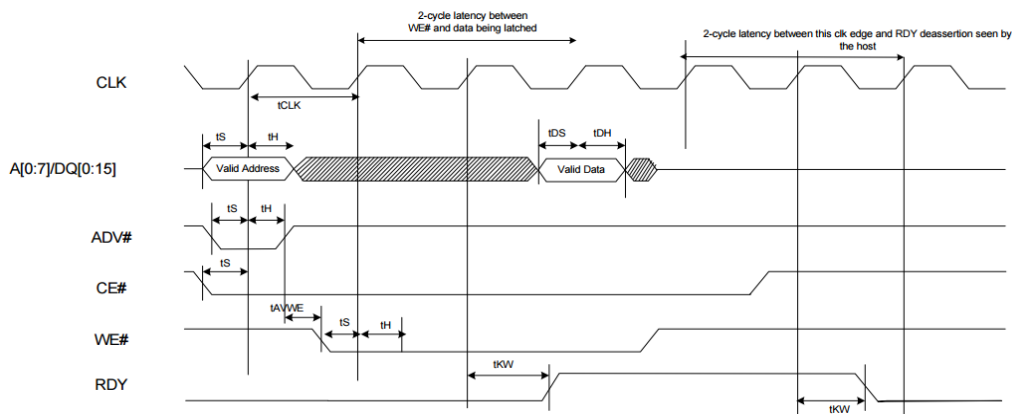 2-cycle latency between
WE# and data being latched
2-cycle latency between this clk edge and RDY deassertion seen by
the host
CLK
tCLK
tS
tH
tDS
tDH
A[0:7]/DQ[0:15]
Valid Address
Valid Data
tS
tH
ADV#
tS
CE#
tAVWE
tS
tH
WE#
tKW
RDY
tKW